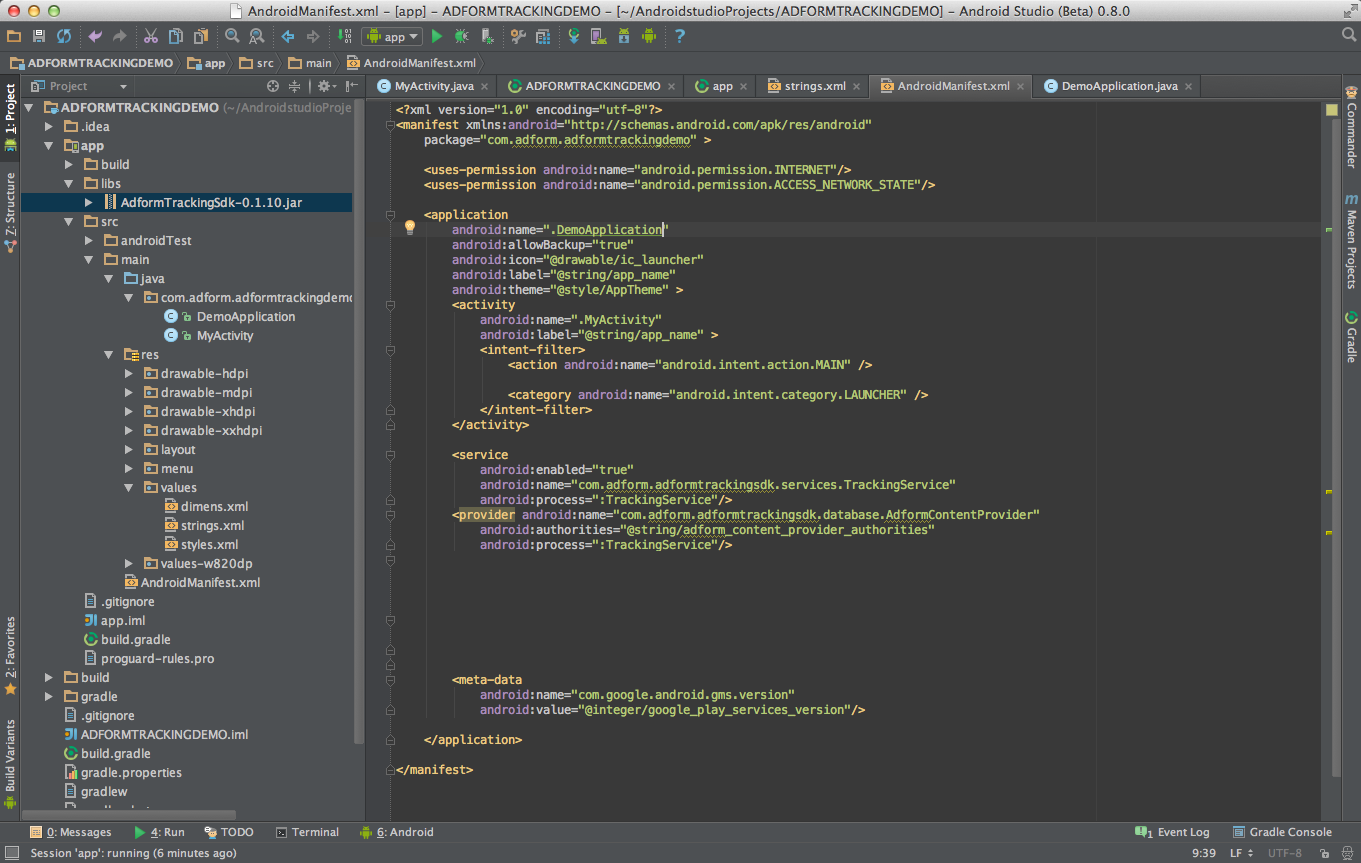 AndroidManifest.xml - [app] - ADFORMTRACKINGDEMO - [~/AndroidstudioProjects/ADFORMTRACKINGDEMO] - Android Studio (Beta) 0.8.0
app
ADFORMTRACKINGDEMO app src main AndroidManifest.xml
1: Project
Z: Structure
2: Favorites
Build Variants
Project
ADFORMTRACKINGDEMO (~/AndroidstudioProje
.idea
app
build
libs
AdformTrackingSdk-0.1.10.jar
src
androidTest
main
java
com.adform.adformtrackingdemo
DemoApplication
MyActivity
res
drawable-hdpi
drawable-mdpi
drawable-xhdpi
drawable-xxhdpi
layout
menu
values
dimens.xml
strings.xml
styles.xml
values-w820dp
AndroidManifest.xml
.gitignore
app.iml
build.gradle
proguard-rules.pro
build
gradle
.gitignore
ADFORMTRACKINGDEMO.iml
build.gradle
gradle.properties
gradlew
MyActivity.java ADFORMTRACKINGDEMO app strings.xml AndroidManifest.xml DemoApplication.java
<?xml version="1.0" encoding="utf-8"?>
<manifest xmlns:android="http://schemas.android.com/apk/res/android"
package="com.adform.adformtrackingdemo" >
<uses-permission android:name="android.permission.INTERNET"/>
<uses-permission android:name="android.permission.ACCESS_NETWORK_STATE"/>
<application
android:name=".DemoApplication"
android:allowBackup="true"
android:icon="@drawable/ic_launcher"
android:label="@string/app_name"
android:theme="@style/AppTheme" >
<activity
android:name=".MyActivity"
android:label="@string/app_name" >
<intent-filter>
<action android:name="android.intent.action.MAIN" />
<category android:name="android.intent.category.LAUNCHER" />
</intent-filter>
</activity>
<service
android:enabled="true"
android:name="com.adform.adformtrackingsdk.services.TrackingService"
android:process=":TrackingService"/>
<provider android:name="com.adform.adformtrackingsdk.database.AdformContentProvider"
android:authorities="@string/adform_content_provider_authorities"
android:process=":TrackingService"/>
<meta-data
android:name="com.google.android.gms.version"
android:value="@integer/google_play_services_version"/>
</application>
</manifest>
Commander
Maven Projects
Gradle
0: Messages 4: Run TODO Terminal 6: Android 1 Event Log Gradle Console
Session 'app': running (6 minutes ago) 9:39 LF UTF-8